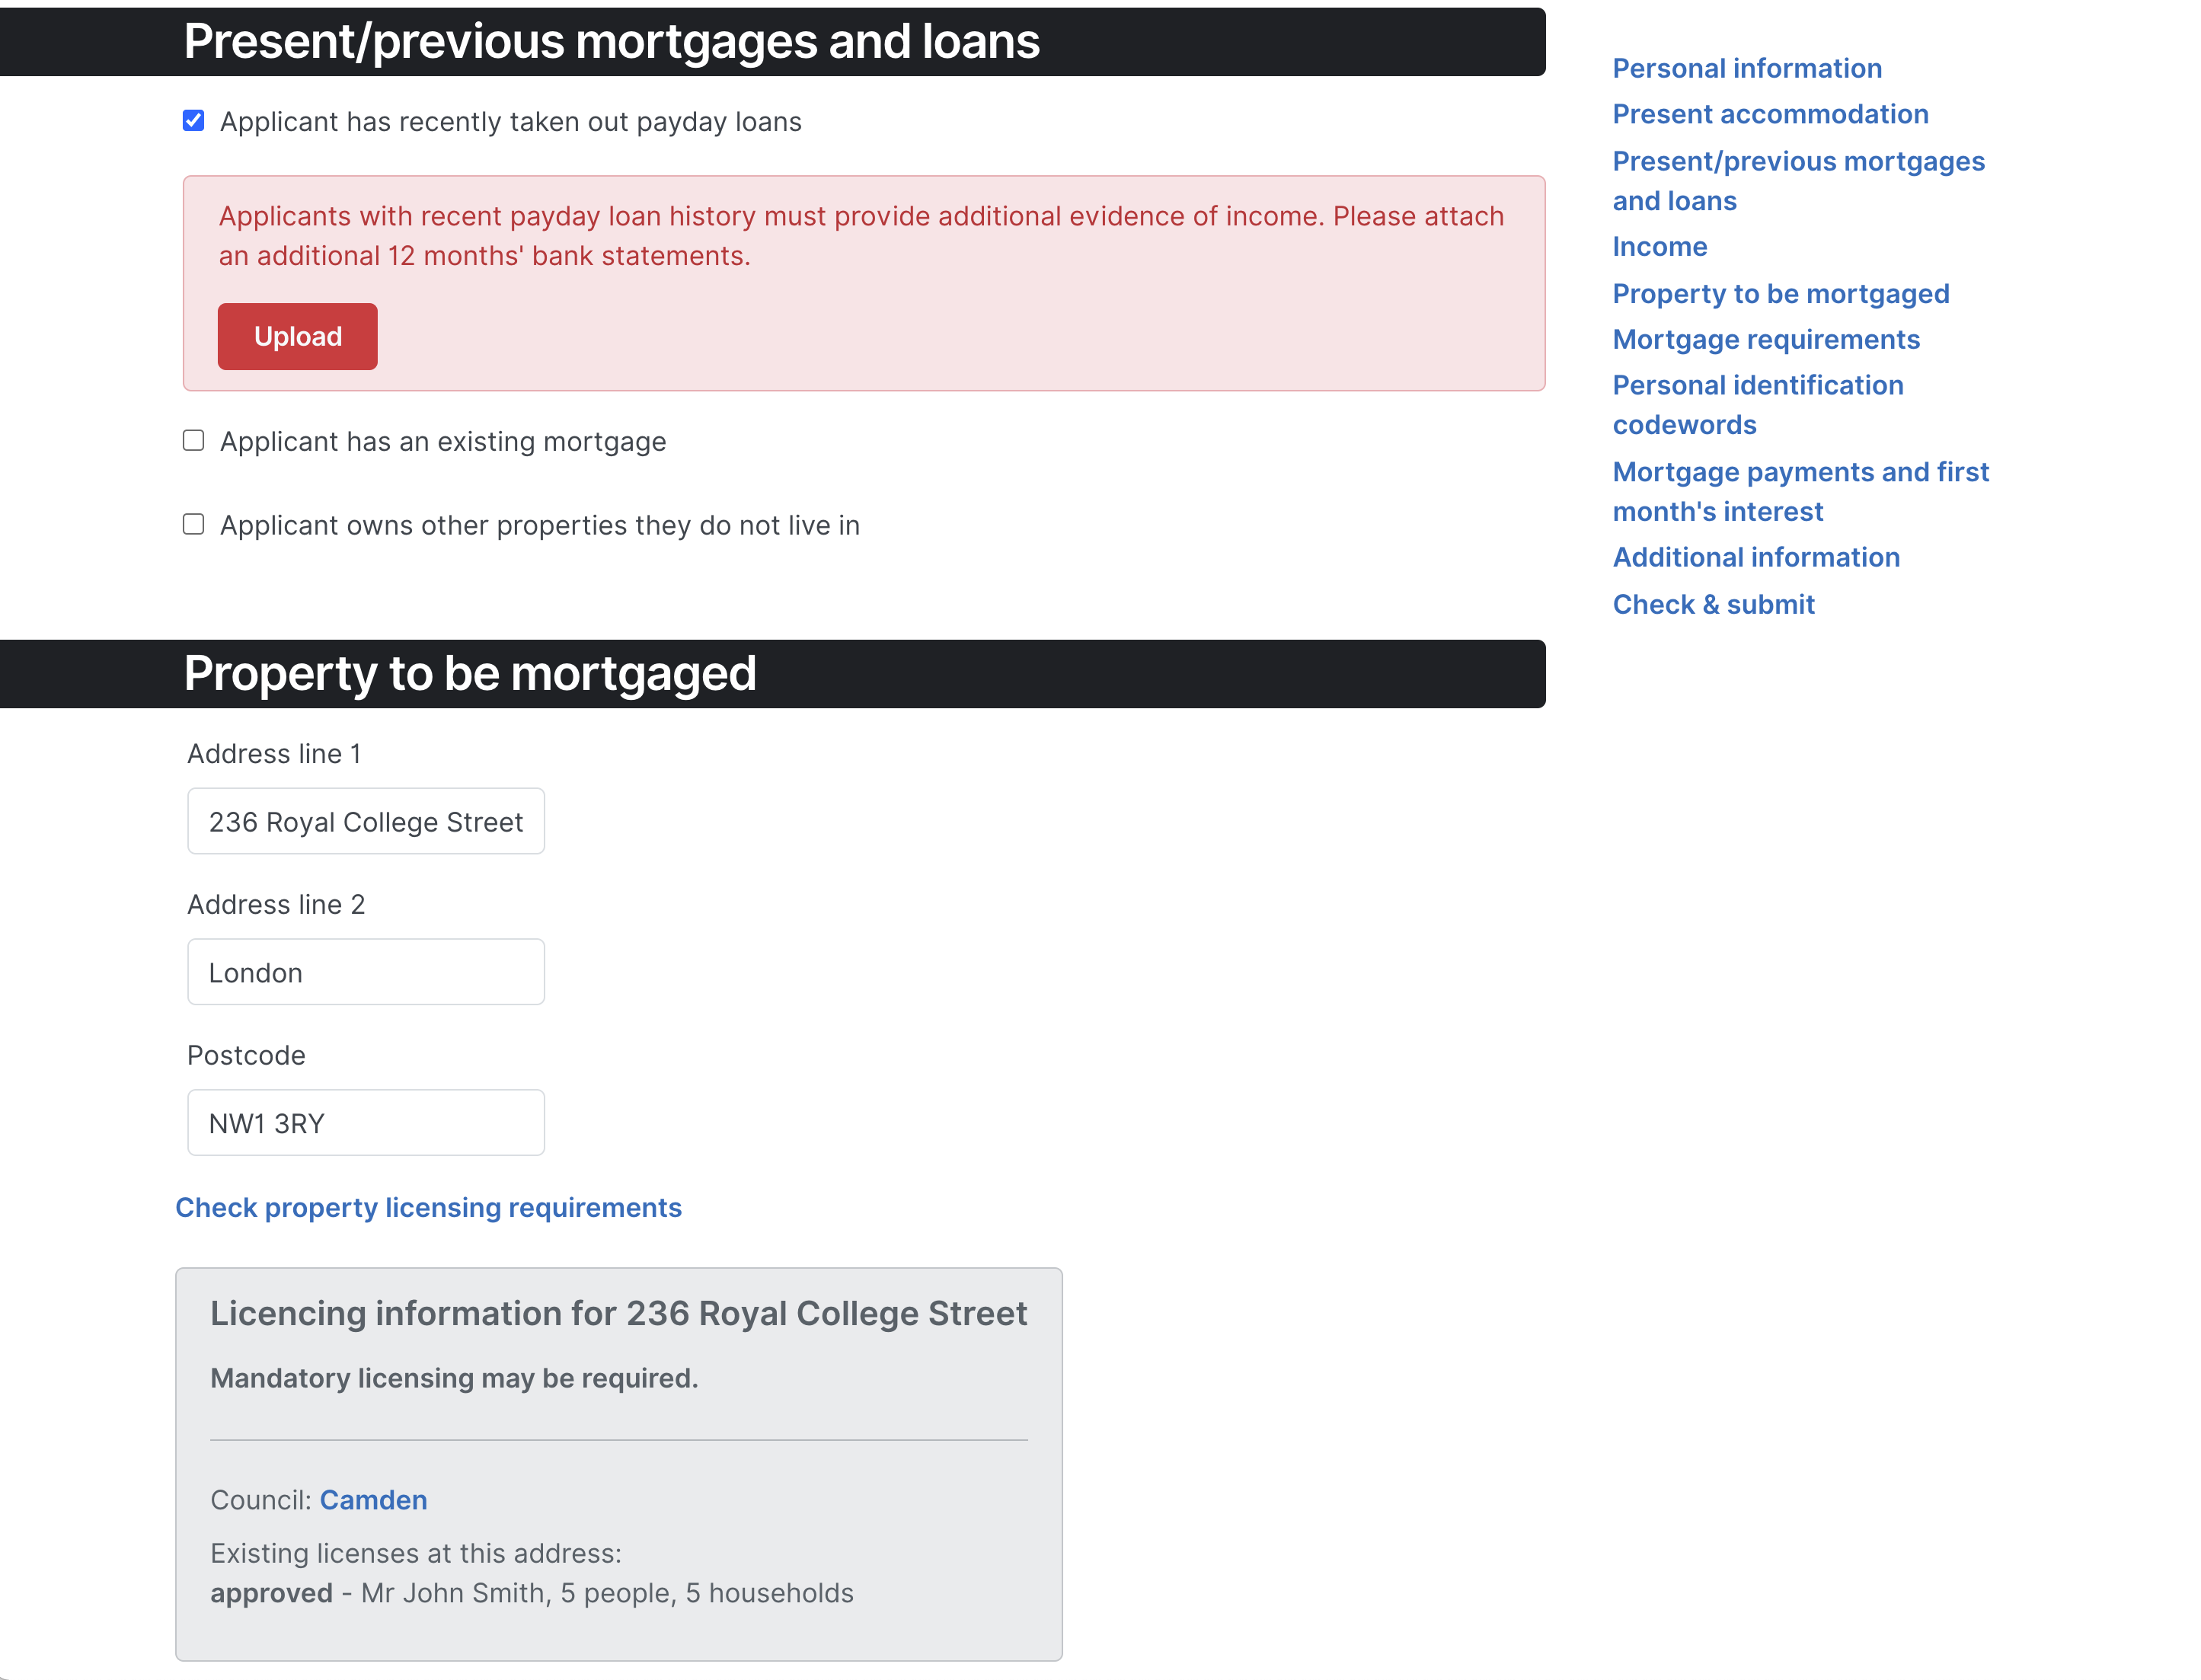 Present/previous mortgages and loans
Applicant has recently taken out payday loans
Applicants with recent payday loan history must provide additional evidence of income. Please attach
an additional 12 months' bank statements.
Upload
Applicant has an existing mortgage
Applicant owns other properties they do not live in
Property to be mortgaged
Address line 1
236 Royal College Street
Address line 2
London
Postcode
NW1 3RY
Check property licensing requirements
Licencing information for 236 Royal College Street
Mandatory licensing may be required.
Council: Camden
Existing licenses at this address:
approved - Mr John Smith, 5 people, 5 households
Personal information
Present accommodation
Present/previous mortgages
and loans
Income
Property to be mortgaged
Mortgage requirements
Personal identification
codewords
Mortgage payments and first
month's interest
Additional information
Check & submit